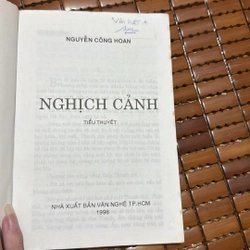 NGUYỄN CÔNG HOAN
NGHỊCH CẢNH
TIỂU THUYẾT
NHÀ XUẤT BẢN VĂN NGHỆ TP.HCM
1998